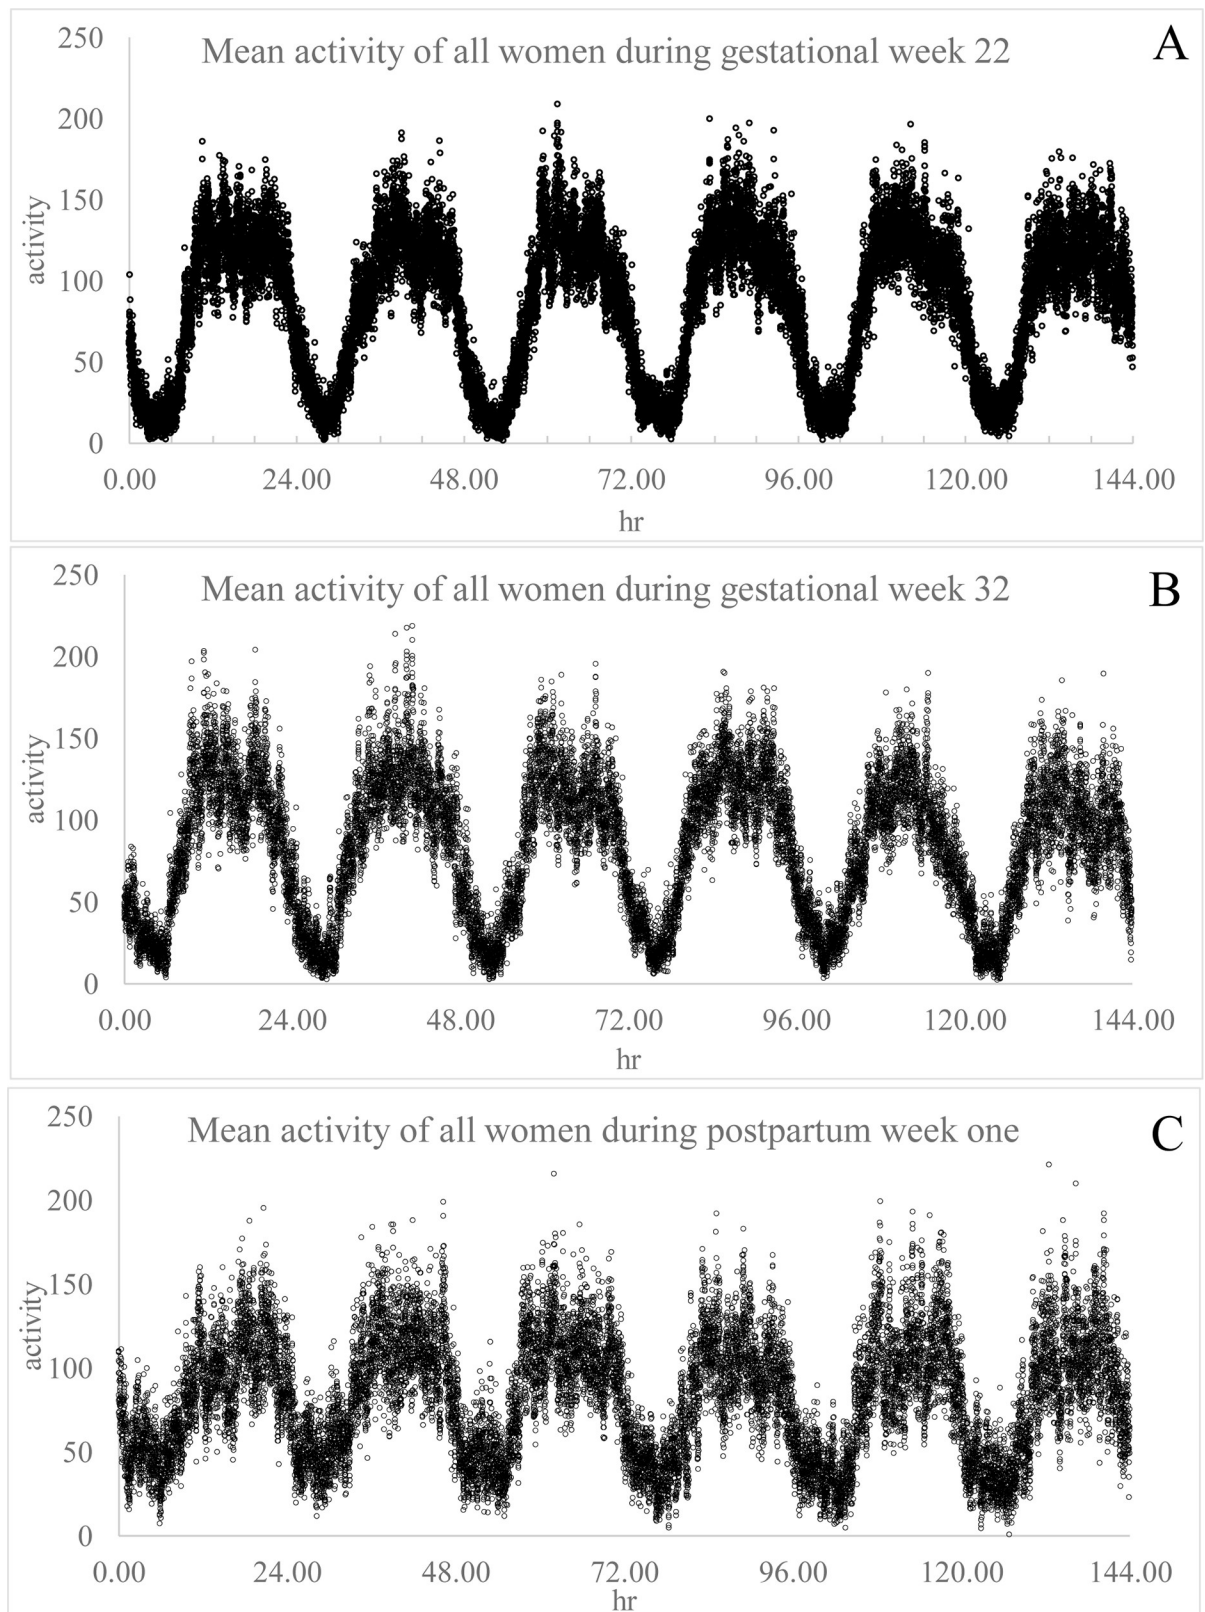 Mean activity of all women during gestational week 22
A
250
200
150
100
50
0
activity
0.00 24.00 48.00 72.00 96.00 120.00 144.00
hr
Mean activity of all women during gestational week 32
B
250
200
150
100
50
0
activity
0.00 24.00 48.00 72.00 96.00 120.00 144.00
hr
Mean activity of all women during postpartum week one
C
250
200
150
100
50
0
activity
0.00 24.00 48.00 72.00 96.00 120.00 144.00
hr